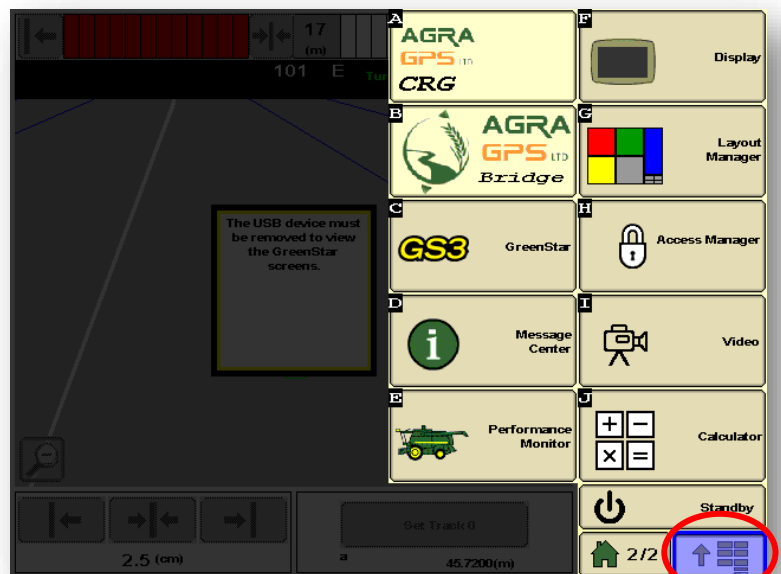 17
(m)
101 E Tur
The USB device must
be removed to view
the GreenStar
screens.
Set Track 0
2.5 (cm)
a
45.7200(m)
A
AGRA
GPS LTD
CRG
B
AGRA
GPS LTD
Bridge
C
GS3
GreenStar
D
i
Message
Center
E
Performance
Monitor
F
Display
G
Layout
Manager
H
Access Manager
I
Video
J
+ −
× =
Calculator
Standby
2/2